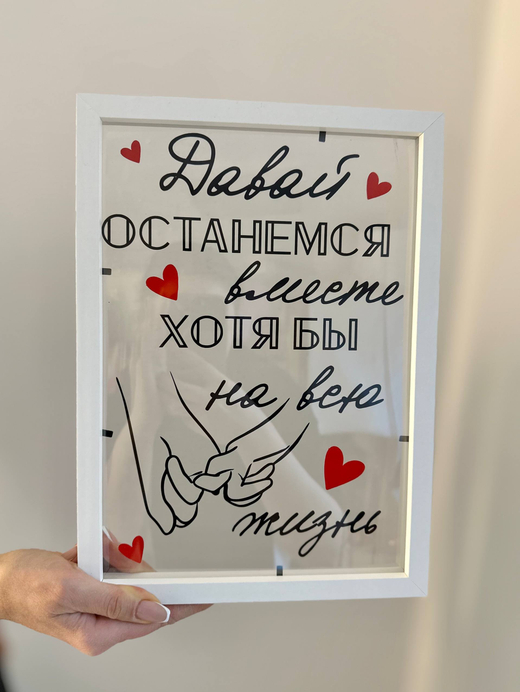 Давай
ОСТАНЕМСЯ
вместе
ХОТЯ БЫ
на всю
жизнь